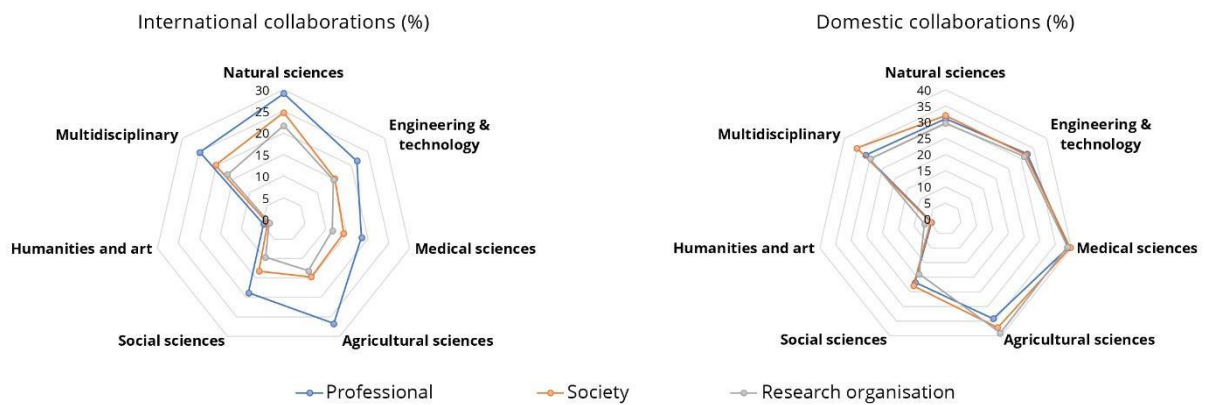 International collaborations (%)
Natural sciences
30
25
20
15
10
5
0
Engineering &
technology
Medical sciences
Agricultural sciences
Social sciences
Humanities and art
Multidisciplinary
Domestic collaborations (%)
Natural sciences
40
35
30
25
20
15
10
5
0
Engineering &
technology
Medical sciences
Agricultural sciences
Social sciences
Humanities and art
Multidisciplinary
Professional
Society
Research organisation